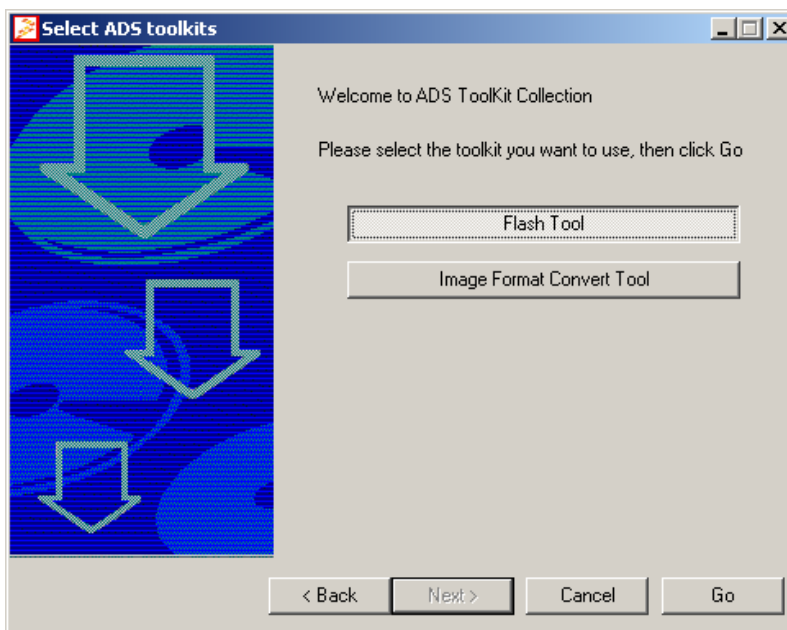 Select ADS toolkits
Welcome to ADS ToolKit Collection
Please select the toolkit you want to use, then click Go
Flash Tool
Image Format Convert Tool
< Back
Next >
Cancel
Go